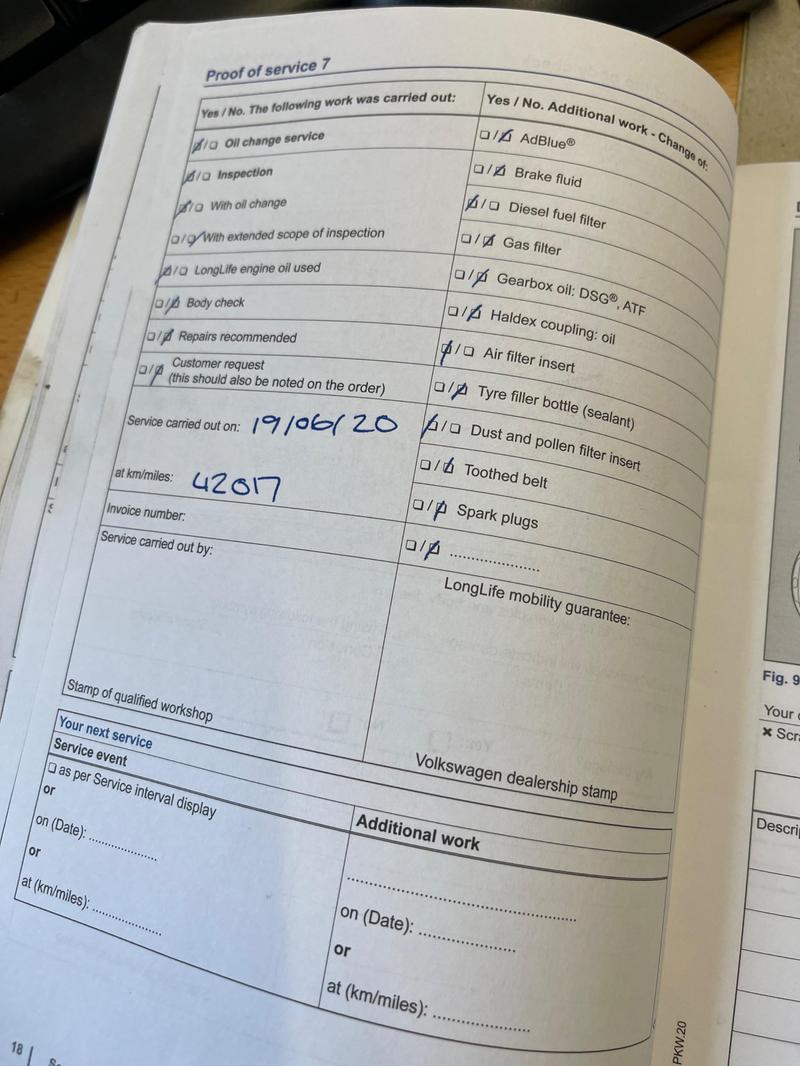 Proof of service 7
Yes / No. The following work was carried out:
☑/☐ Oil change service
☑/☐ Inspection
☑/☐ With oil change
☐/☑ With extended scope of inspection
☑/☐ LongLife engine oil used
☐/☑ Body check
☐/☑ Repairs recommended
☐/☑ Customer request
(this should also be noted on the order)
Service carried out on: 19/06/20
at km/miles: 42017
Invoice number:
Service carried out by:
Stamp of qualified workshop
Yes / No. Additional work - Change of:
☐/☑ AdBlue®
☐/☑ Brake fluid
☑/☐ Diesel fuel filter
☐/☑ Gas filter
☐/☑ Gearbox oil: DSG®, ATF
☐/☑ Haldex coupling: oil
☑/☐ Air filter insert
☐/☑ Tyre filler bottle (sealant)
☑/☐ Dust and pollen filter insert
☐/☑ Toothed belt
☐/☑ Spark plugs
☐/☑ ....................
LongLife mobility guarantee:
Volkswagen dealership stamp
Your next service
Service event
☐ as per Service interval display
or
on (Date): ...............
or
at (km/miles): ...............
Additional work
..................................................
on (Date): .....................
or
at (km/miles): .....................
18
PKW.20
Fig. 9
Your
✖ Scr
Descrip